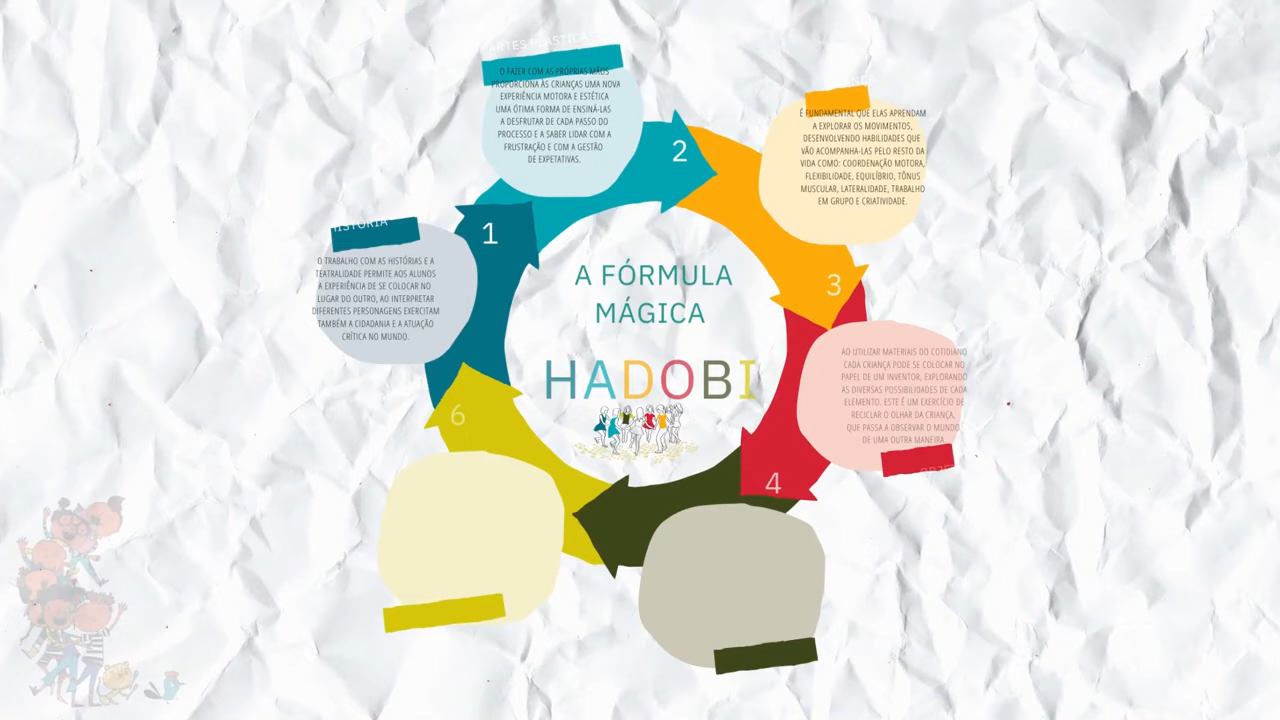 A FÓRMULA
MÁGICA
HADOBI
1
HISTÓRIA
O TRABALHO COM AS HISTÓRIAS E A
TEATRALIDADE PERMITE AOS ALUNOS
A EXPERIÊNCIA DE SE COLOCAR NO
LUGAR DO OUTRO, AO INTERPRETAR
DIFERENTES PERSONAGENS EXERCITAM
TAMBÉM A CIDADANIA E A ATUAÇÃO
CRÍTICA NO MUNDO.
2
ARTES PLÁSTICAS
O FAZER COM AS PRÓPRIAS MÃOS
PROPORCIONA ÀS CRIANÇAS UMA NOVA
EXPERIÊNCIA MOTORA E ESTÉTICA
UMA ÓTIMA FORMA DE ENSINÁ-LAS
A DESFRUTAR DE CADA PASSO DO
PROCESSO E A SABER LIDAR COM A
FRUSTRAÇÃO E COM A GESTÃO
DE EXPETATIVAS.
3
É FUNDAMENTAL QUE ELAS APRENDAM
A EXPLORAR OS MOVIMENTOS,
DESENVOLVENDO HABILIDADES QUE
VÃO ACOMPANHA-LAS PELO RESTO DA
VIDA COMO: COORDENAÇÃO MOTORA,
FLEXIBILIDADE, EQUILÍBRIO, TÔNUS
MUSCULAR, LATERALIDADE, TRABALHO
EM GRUPO E CRIATIVIDADE.
4
AO UTILIZAR MATERIAIS DO COTIDIANO
CADA CRIANÇA PODE SE COLOCAR NO
PAPEL DE UM INVENTOR, EXPLORANDO
AS DIVERSAS POSSIBILIDADES DE CADA
ELEMENTO. ESTE É UM EXERCÍCIO DE
RECICLAR O OLHAR DA CRIANÇA,
QUE PASSA A OBSERVAR O MUNDO
DE UMA OUTRA MANEIRA.
6